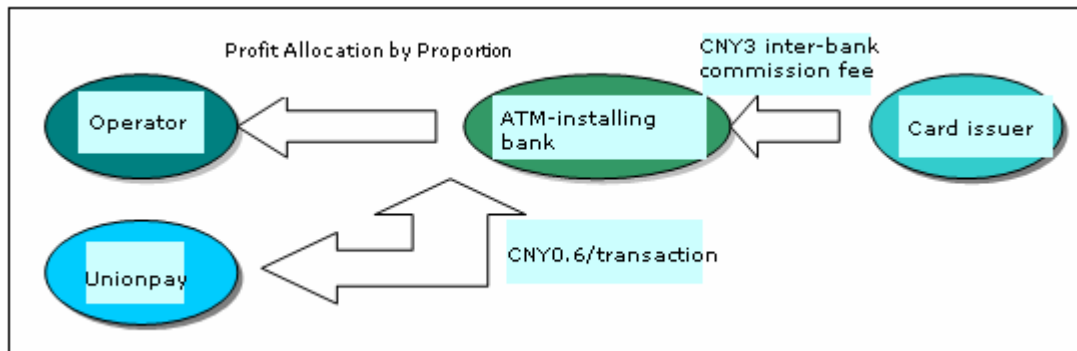 Profit Allocation by Proportion
CNY3 inter-bank
commission fee
Operator
ATM-installing
bank
Card issuer
Unionpay
CNY0.6/transaction